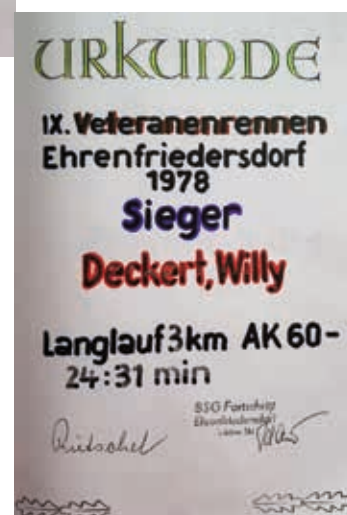 URKUNDE
IX. Veteranenrennen
Ehrenfriedersdorf
1978
Sieger
Deckert, Willy
Langlauf 3km AK 60-
24:31 min
BSG Fortschritt
Ehrenfriedersdorf